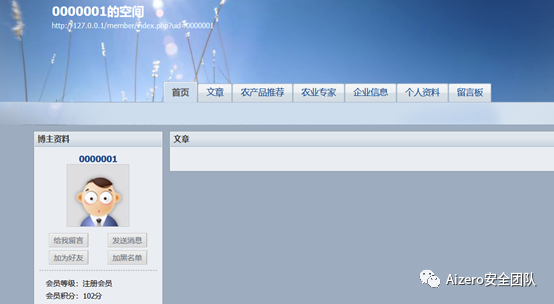 0000001的空间
http://127.0.0.1/member/index.php?uid=0000001
首页 文章 农产品推荐 农业专家 企业信息 个人资料 留言板
博主资料
文章
0000001
给我留言 发送消息
加为好友 加黑名单
会员等级：注册会员
会员积分：102分
Aizero安全团队